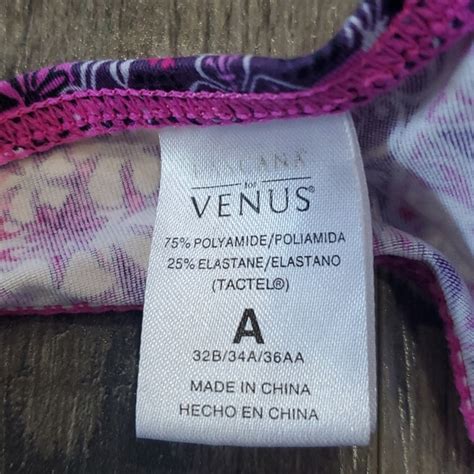 for
VENUS®
75% POLYAMIDE/POLIAMIDA
25% ELASTANE/ELASTANO
(TACTEL®)
A
32B/34A/36AA
MADE IN CHINA
HECHO EN CHINA